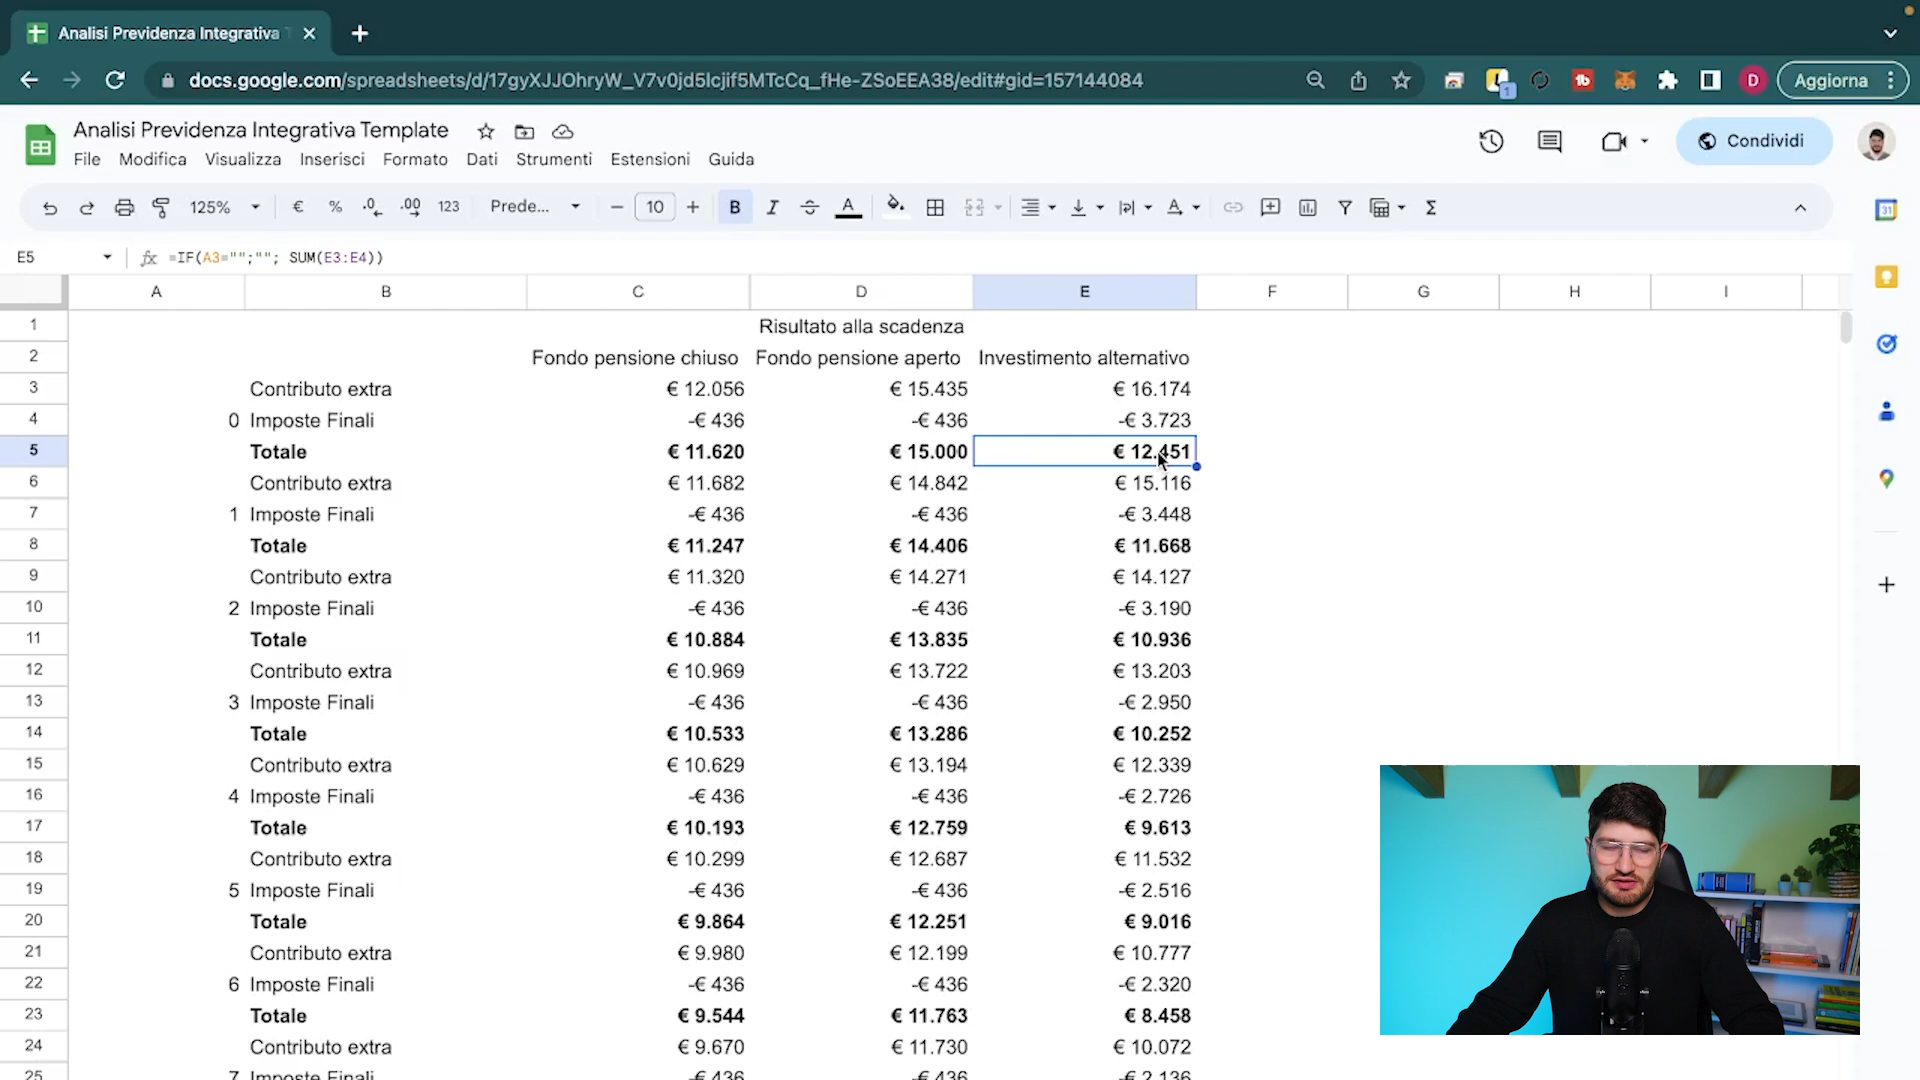 Analisi Previdenza Integrativa
docs.google.com/spreadsheets/d/17gyXJJOhryW_V7v0jd5lcjif5MTcCq_fHe-ZSoEEA38/edit#gid=157144084
1
D
Aggiorna
Analisi Previdenza Integrativa Template
File Modifica Visualizza Inserisci Formato Dati Strumenti Estensioni Guida
Condividi
125% € % .0 .00 123 Prede... 10 B I A Σ
31
E5 fx =IF(A3="";""; SUM(E3:E4))
A B C D E F G H I
1 Risultato alla scadenza
2 Fondo pensione chiuso Fondo pensione aperto Investimento alternativo
3 Contributo extra € 12.056 € 15.435 € 16.174
4 0 Imposte Finali -€ 436 -€ 436 -€ 3.723
5 Totale € 11.620 € 15.000 € 12.451
6 Contributo extra € 11.682 € 14.842 € 15.116
7 1 Imposte Finali -€ 436 -€ 436 -€ 3.448
8 Totale € 11.247 € 14.406 € 11.668
9 Contributo extra € 11.320 € 14.271 € 14.127
10 2 Imposte Finali -€ 436 -€ 436 -€ 3.190
11 Totale € 10.884 € 13.835 € 10.936
12 Contributo extra € 10.969 € 13.722 € 13.203
13 3 Imposte Finali -€ 436 -€ 436 -€ 2.950
14 Totale € 10.533 € 13.286 € 10.252
15 Contributo extra € 10.629 € 13.194 € 12.339
16 4 Imposte Finali -€ 436 -€ 436 -€ 2.726
17 Totale € 10.193 € 12.759 € 9.613
18 Contributo extra € 10.299 € 12.687 € 11.532
19 5 Imposte Finali -€ 436 -€ 436 -€ 2.516
20 Totale € 9.864 € 12.251 € 9.016
21 Contributo extra € 9.980 € 12.199 € 10.777
22 6 Imposte Finali -€ 436 -€ 436 -€ 2.320
23 Totale € 9.544 € 11.763 € 8.458
24 Contributo extra € 9.670 € 11.730 € 10.072
25 7 Imposte Finali -€ 436 -€ 436 -€ 2.136